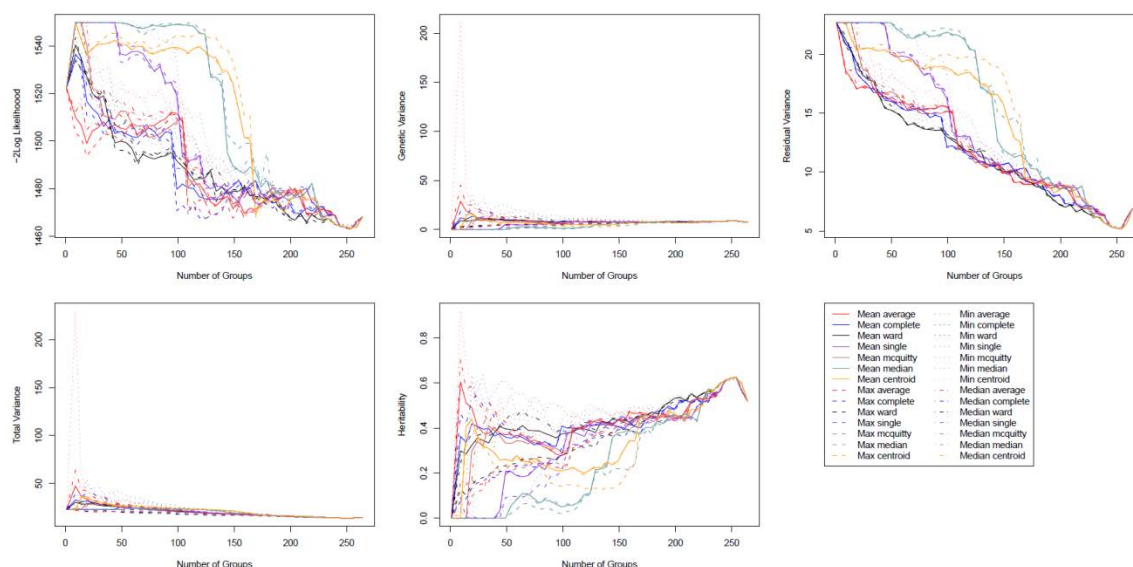 −2Log Likelihoood
1460 1480 1500 1520 1540
0 50 100 150 200 250
Number of Groups
Genetic Variance
0 50 100 150 200
0 50 100 150 200 250
Number of Groups
Residual Variance
5 10 15 20
0 50 100 150 200 250
Number of Groups
Total Variance
50 100 150 200
0 50 100 150 200 250
Number of Groups
Heritability
0.0 0.2 0.4 0.6 0.8
0 50 100 150 200 250
Number of Groups
Mean average
Mean complete
Mean ward
Mean single
Mean mcquitty
Mean median
Mean centroid
Max average
Max complete
Max ward
Max single
Max mcquitty
Max median
Max centroid
Min average
Min complete
Min ward
Min single
Min mcquitty
Min median
Min centroid
Median average
Median complete
Median ward
Median single
Median mcquitty
Median median
Median centroid